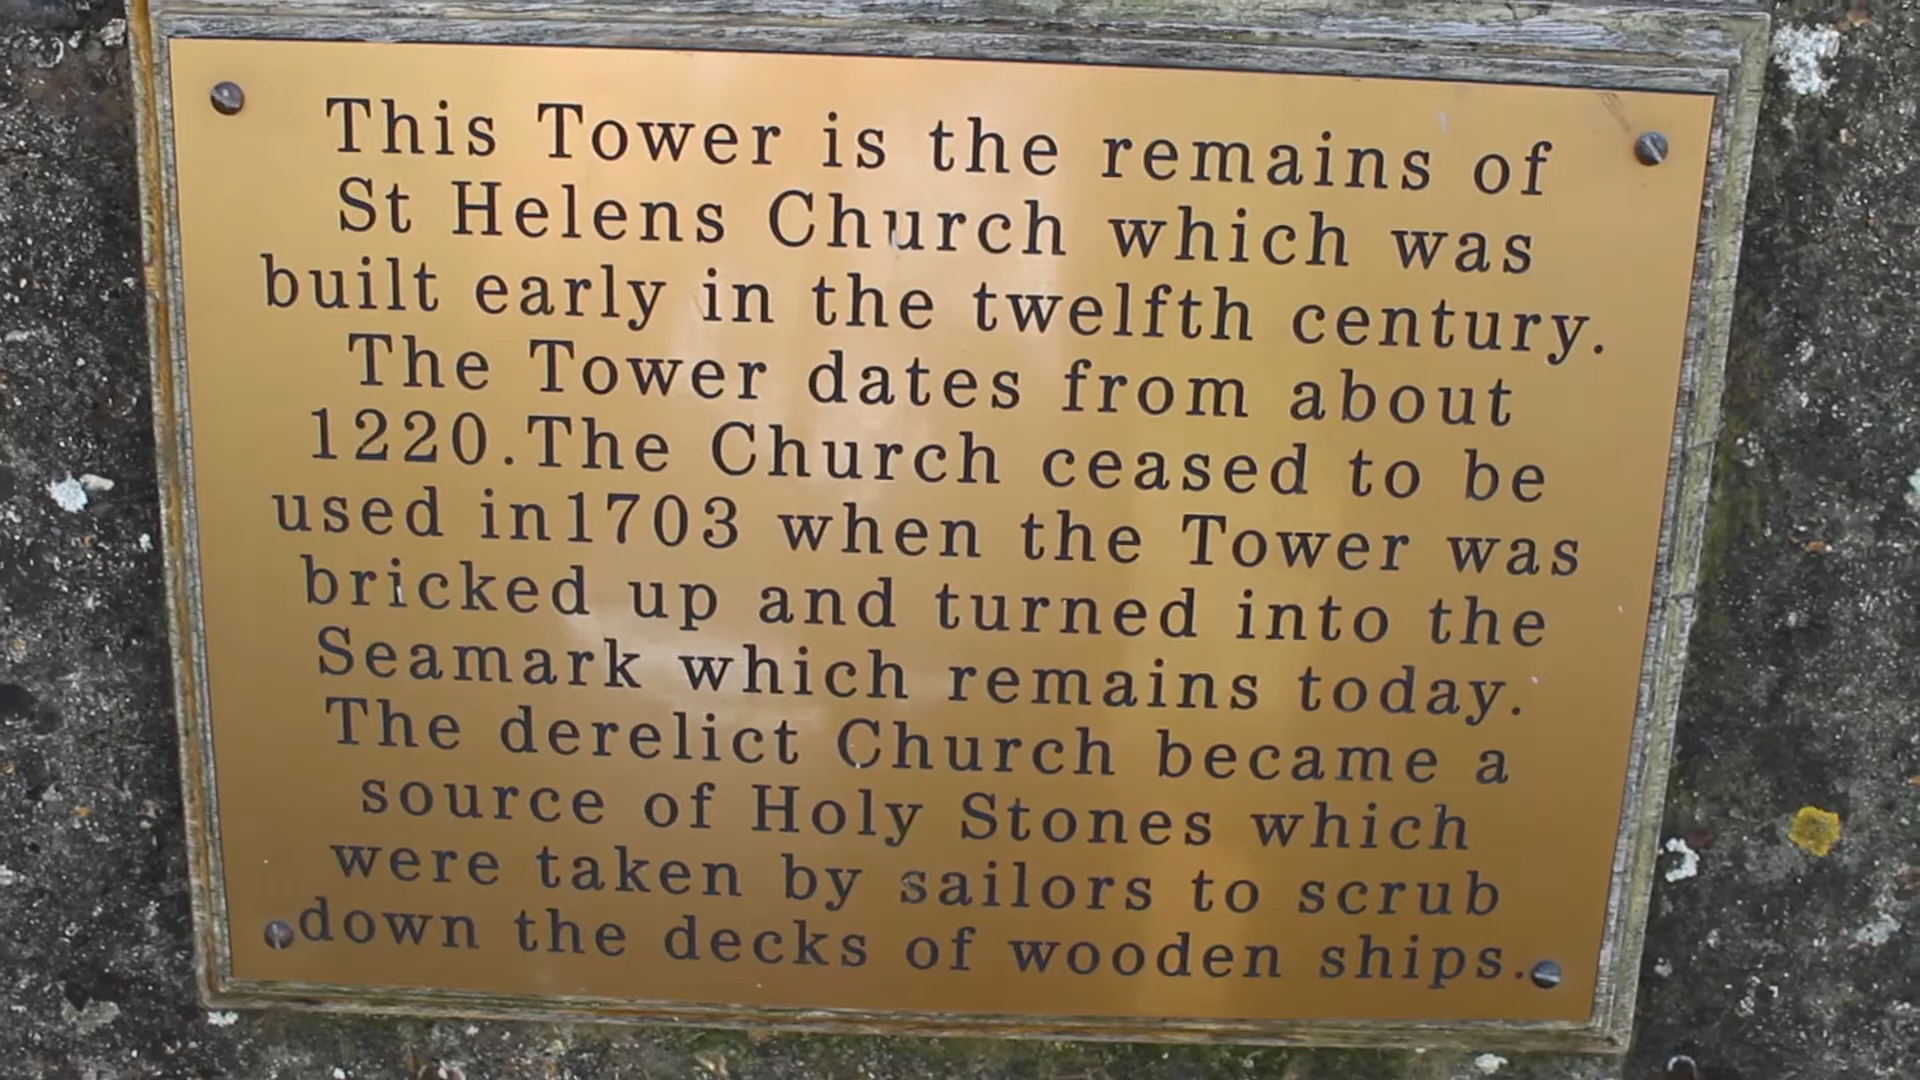 This Tower is the remains of
St Helens Church which was
built early in the twelfth century.
The Tower dates from about
1220.The Church ceased to be
used in1703 when the Tower was
bricked up and turned into the
Seamark which remains today.
The derelict Church became a
source of Holy Stones which
were taken by sailors to scrub
down the decks of wooden ships.